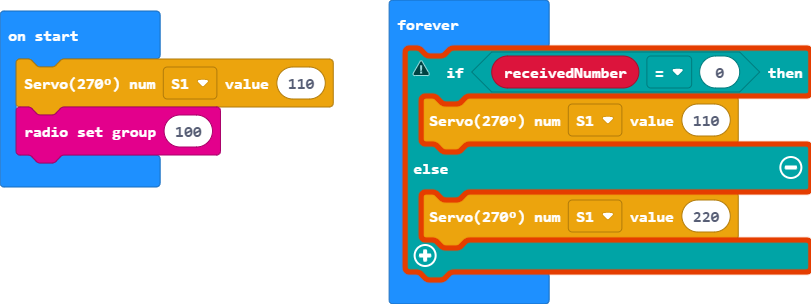 on start
Servo(270º) num S1 value 110
radio set group 100
forever
if receivedNumber = 0 then
Servo(270º) num S1 value 110
else
Servo(270º) num S1 value 220